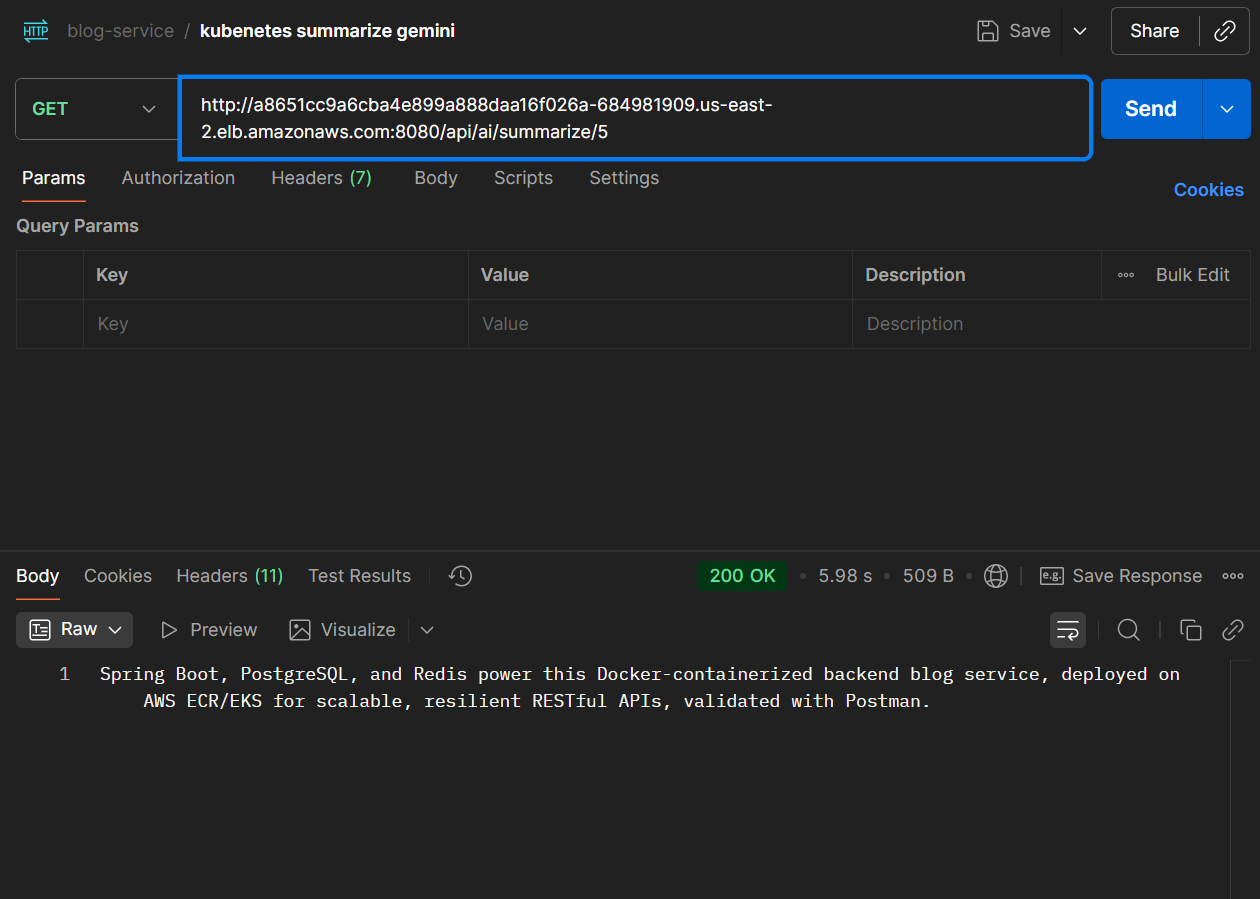 HTTP blog-service / kubenetes summarize gemini Save Share
GET http://a8651cc9a6cba4e899a888daa16f026a-684981909.us-east-
2.elb.amazonaws.com:8080/api/ai/summarize/5 Send
Params Authorization Headers (7) Body Scripts Settings Cookies
Query Params
Key Value Description Bulk Edit
Key Value Description
Body Cookies Headers (11) Test Results 200 OK • 5.98 s • 509 B • e.g. Save Response
Raw Preview Visualize
1 Spring Boot, PostgreSQL, and Redis power this Docker-containerized backend blog service, deployed on
AWS ECR/EKS for scalable, resilient RESTful APIs, validated with Postman.